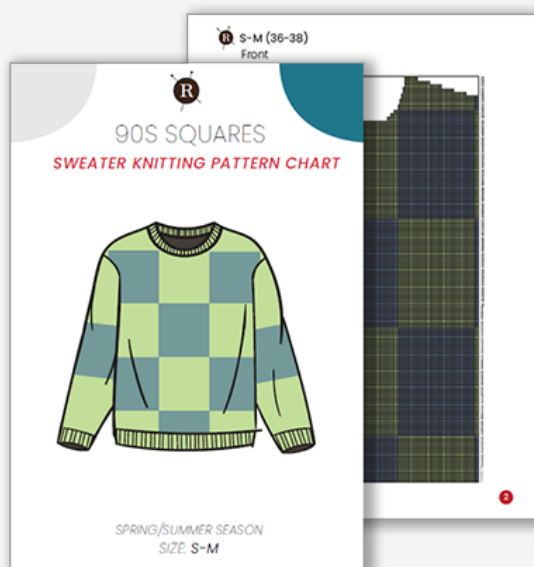 R S-M (36-38)
Front
R
90S SQUARES
SWEATER KNITTING PATTERN CHART
SPRING/SUMMER SEASON
SIZE: S-M
2